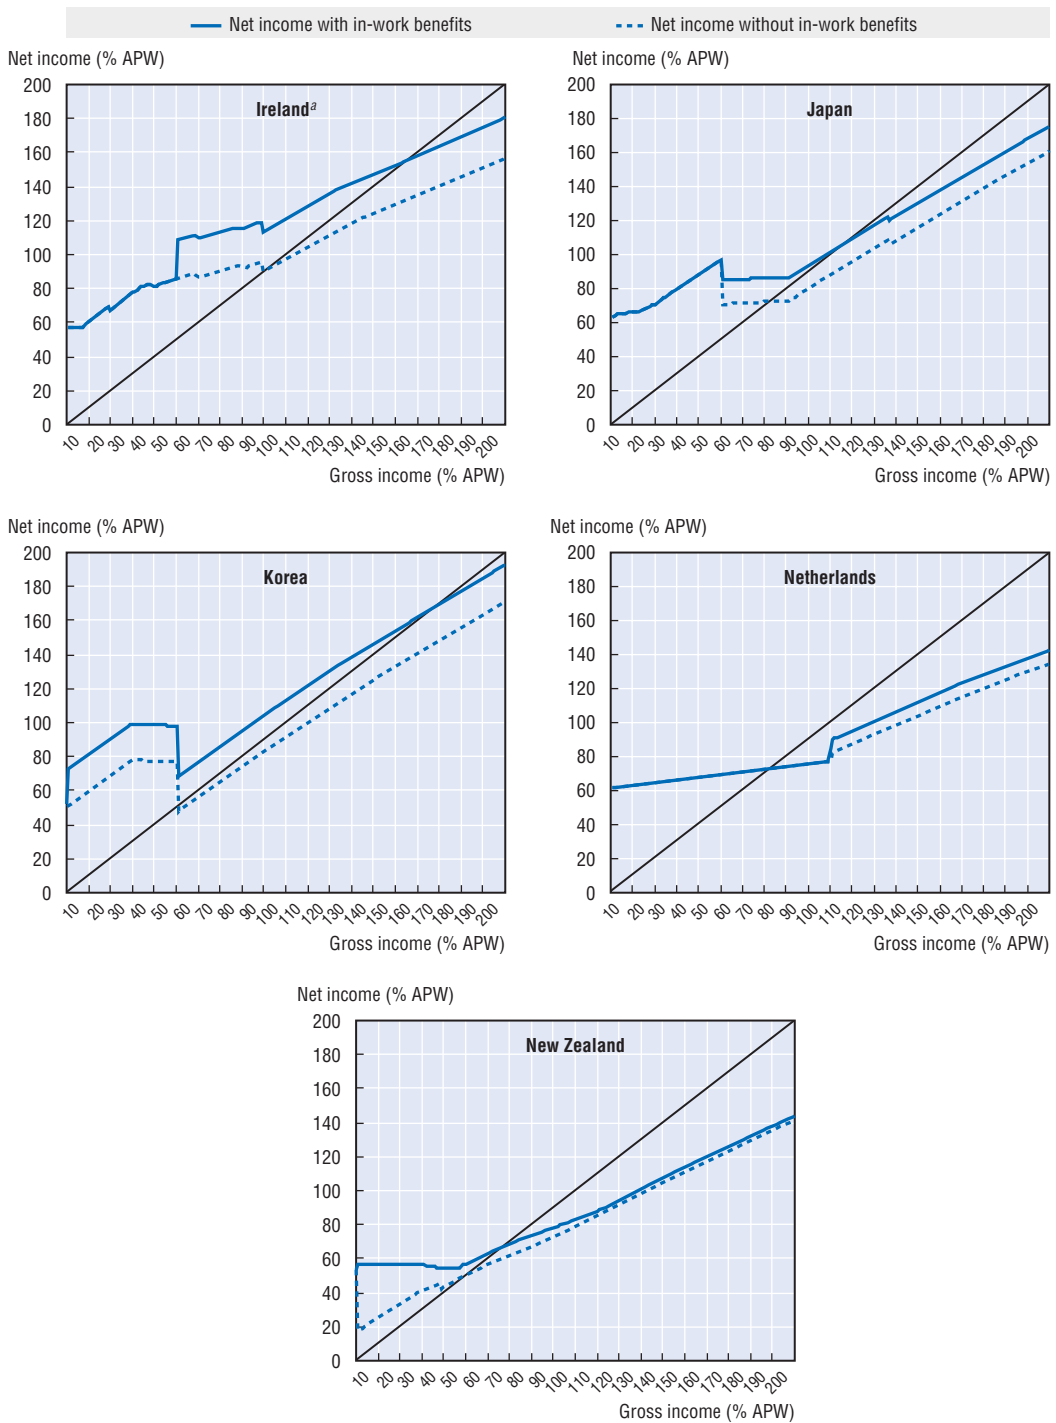 Net income with in-work benefits Net income without in-work benefits
Net income (% APW) Net income (% APW)
Irelandᵃ Japan
200 180 160 140 120 100 80 60 40 20 0
200 180 160 140 120 100 80 60 40 20 0
10 20 30 40 50 60 70 80 90 100 110 120 130 140 150 160 170 180 190 200
10 20 30 40 50 60 70 80 90 100 110 120 130 140 150 160 170 180 190 200
Gross income (% APW) Gross income (% APW)
Net income (% APW) Net income (% APW)
Korea Netherlands
200 180 160 140 120 100 80 60 40 20 0
200 180 160 140 120 100 80 60 40 20 0
10 20 30 40 50 60 70 80 90 100 110 120 130 140 150 160 170 180 190 200
10 20 30 40 50 60 70 80 90 100 110 120 130 140 150 160 170 180 190 200
Gross income (% APW) Gross income (% APW)
Net income (% APW)
New Zealand
200 180 160 140 120 100 80 60 40 20 0
10 20 30 40 50 60 70 80 90 100 110 120 130 140 150 160 170 180 190 200
Gross income (% APW)